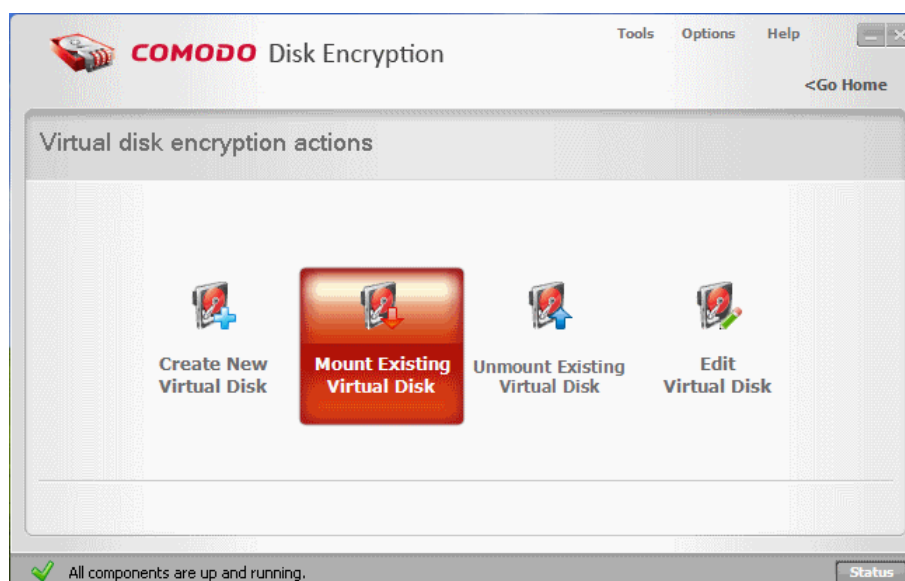 COMODO Disk Encryption
Tools Options Help
<Go Home
Virtual disk encryption actions
Create New
Virtual Disk
Mount Existing
Virtual Disk
Unmount Existing
Virtual Disk
Edit
Virtual Disk
All components are up and running.
Status